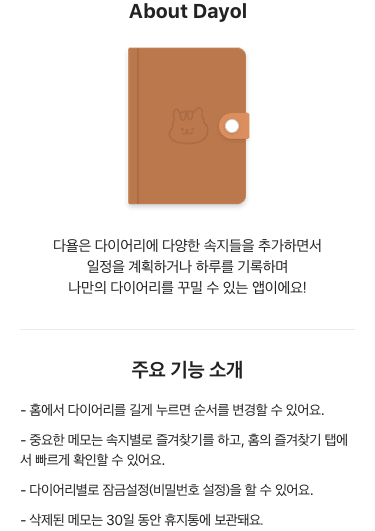 About Dayol
다욜은 다이어리에 다양한 속지들을 추가하면서
일정을 계획하거나 하루를 기록하며
나만의 다이어리를 꾸밀 수 있는 앱이에요!
주요 기능 소개
- 홈에서 다이어리를 길게 누르면 순서를 변경할 수 있어요.
- 중요한 메모는 속지별로 즐겨찾기를 하고, 홈의 즐겨찾기 탭에
서 빠르게 확인할 수 있어요.
- 다이어리별로 잠금설정(비밀번호 설정)을 할 수 있어요.
- 삭제된 메모는 30일 동안 휴지통에 보관돼요.